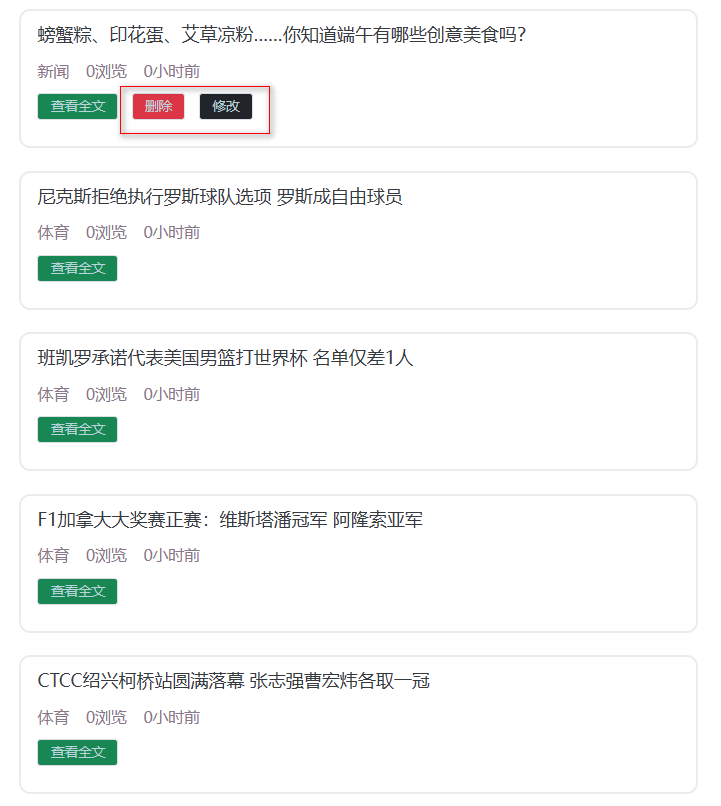 螃蟹粽、印花蛋、艾草凉粉……你知道端午有哪些创意美食吗?
新闻 0浏览 0小时前
查看全文 删除 修改
尼克斯拒绝执行罗斯球队选项 罗斯成自由球员
体育 0浏览 0小时前
查看全文
班凯罗承诺代表美国男篮打世界杯 名单仅差1人
体育 0浏览 0小时前
查看全文
F1加拿大大奖赛正赛：维斯塔潘冠军 阿隆索亚军
体育 0浏览 0小时前
查看全文
CTCC绍兴柯桥站圆满落幕 张志强曹宏炜各取一冠
体育 0浏览 0小时前
查看全文